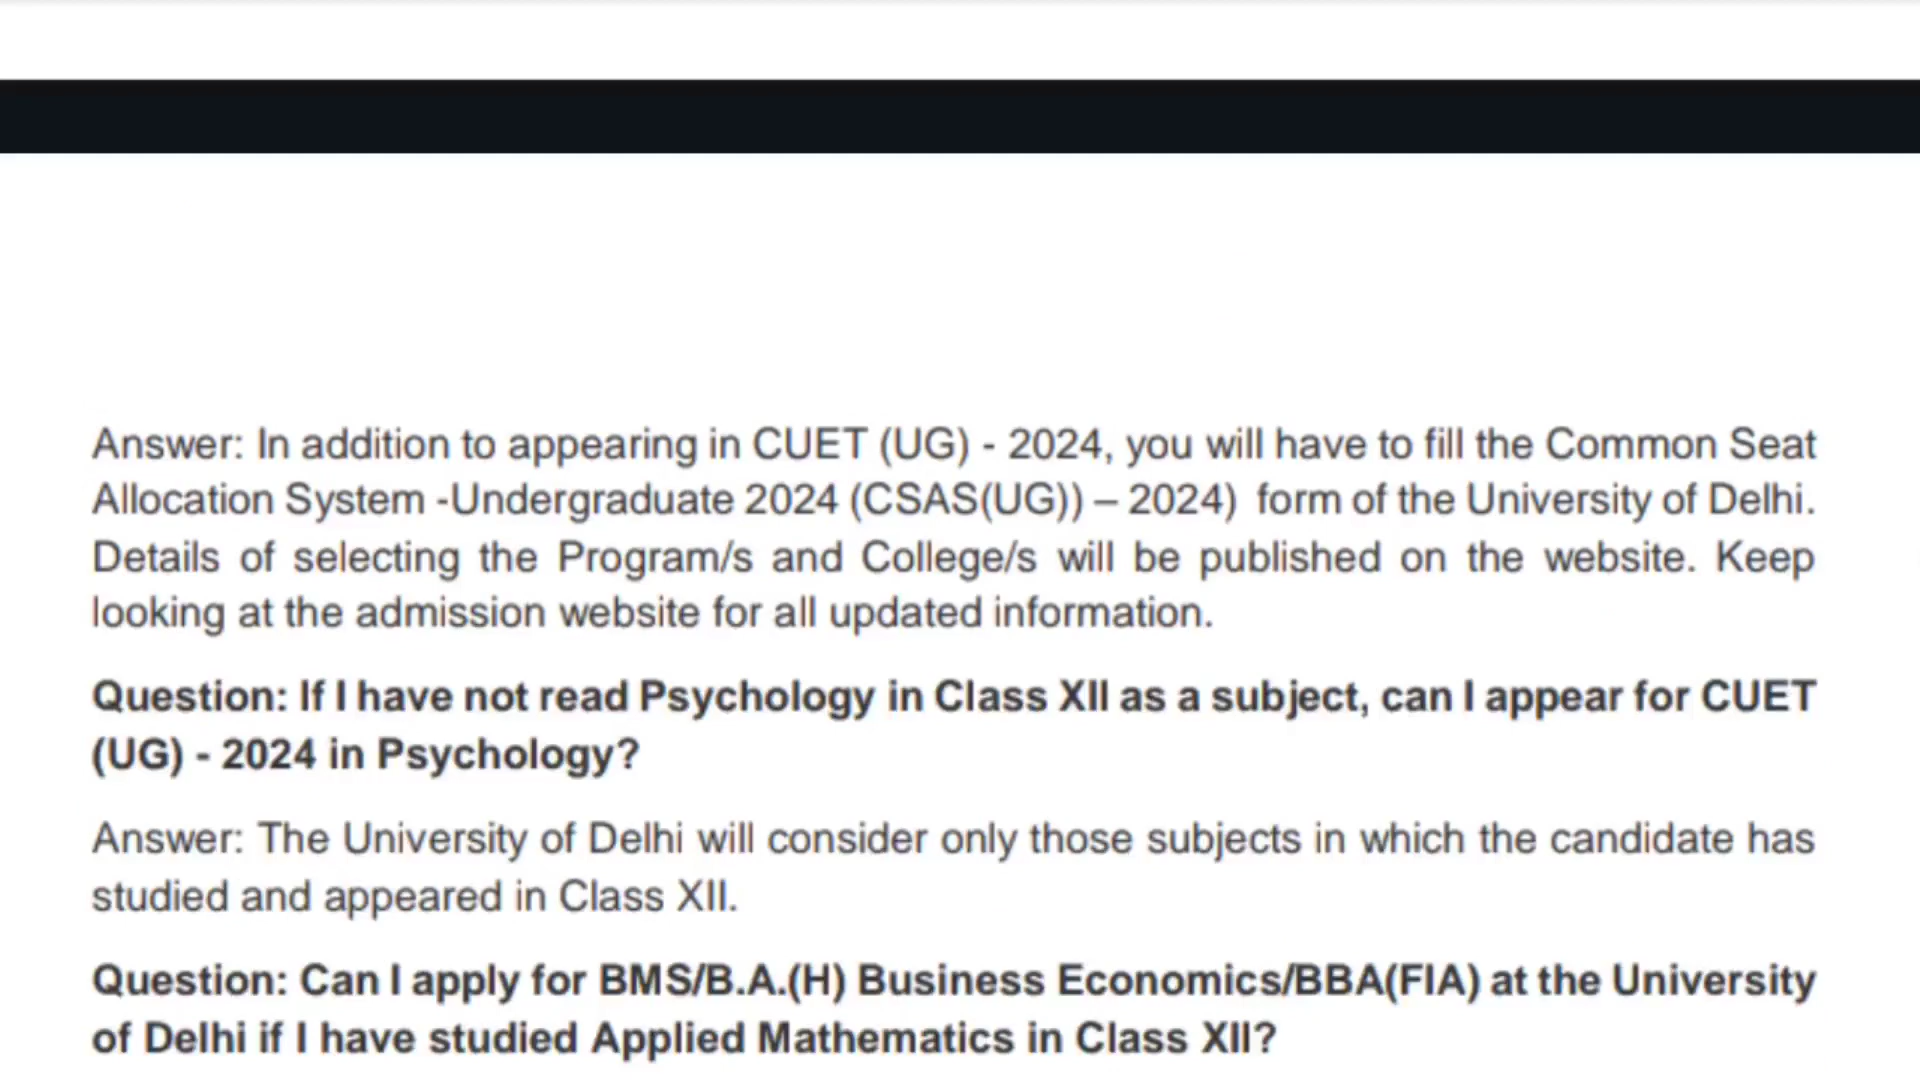 Answer: In addition to appearing in CUET (UG) - 2024, you will have to fill the Common Seat
Allocation System -Undergraduate 2024 (CSAS(UG)) – 2024) form of the University of Delhi.
Details of selecting the Program/s and College/s will be published on the website. Keep
looking at the admission website for all updated information.
Question: If I have not read Psychology in Class XII as a subject, can I appear for CUET
(UG) - 2024 in Psychology?
Answer: The University of Delhi will consider only those subjects in which the candidate has
studied and appeared in Class XII.
Question: Can I apply for BMS/B.A.(H) Business Economics/BBA(FIA) at the University
of Delhi if I have studied Applied Mathematics in Class XII?